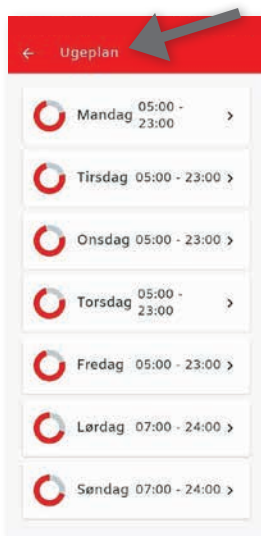 Ugeplan
Mandag 05:00 -
23:00
Tirsdag 05:00 - 23:00
Onsdag 05:00 - 23:00
Torsdag 05:00 -
23:00
Fredag 05:00 - 23:00
Lørdag 07:00 - 24:00
Søndag 07:00 - 24:00